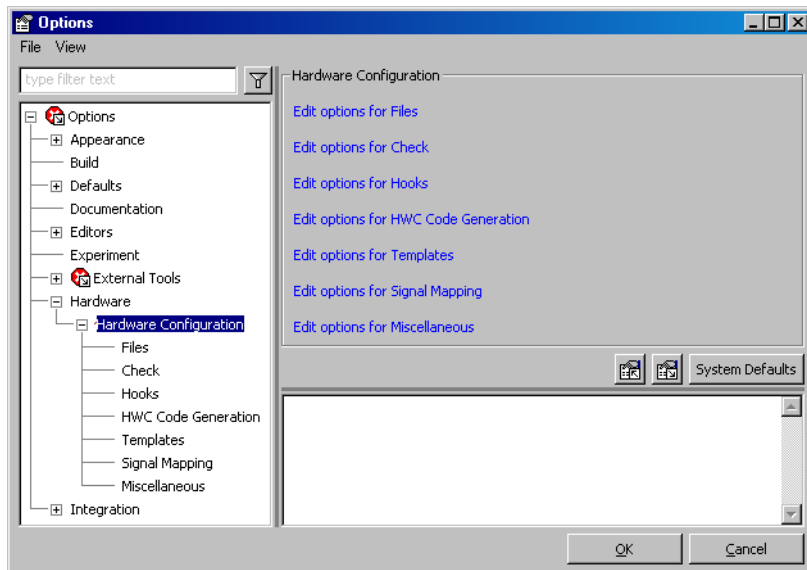 Options
File View
type filter text
Options
Appearance
Build
Defaults
Documentation
Editors
Experiment
External Tools
Hardware
Hardware Configuration
Files
Check
Hooks
HWC Code Generation
Templates
Signal Mapping
Miscellaneous
Integration
Hardware Configuration
Edit options for Files
Edit options for Check
Edit options for Hooks
Edit options for HWC Code Generation
Edit options for Templates
Edit options for Signal Mapping
Edit options for Miscellaneous
System Defaults
OK Cancel